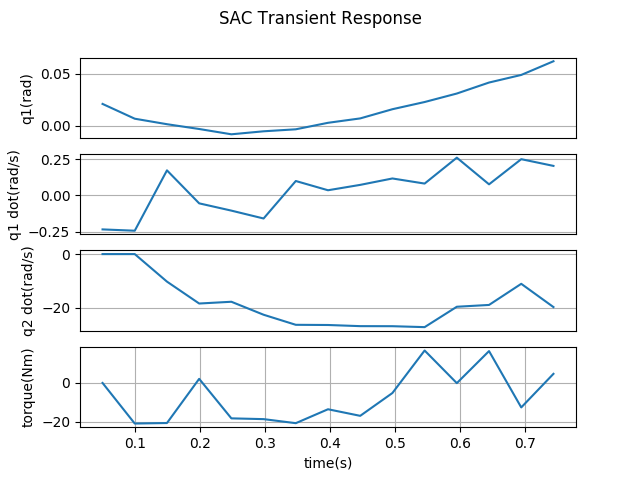 SAC Transient Response
q1(rad)
0.05
0.00
q1 dot(rad/s)
0.25
0.00
−0.25
q2 dot(rad/s)
0
−20
torque(Nm)
0
−20
0.1 0.2 0.3 0.4 0.5 0.6 0.7
time(s)